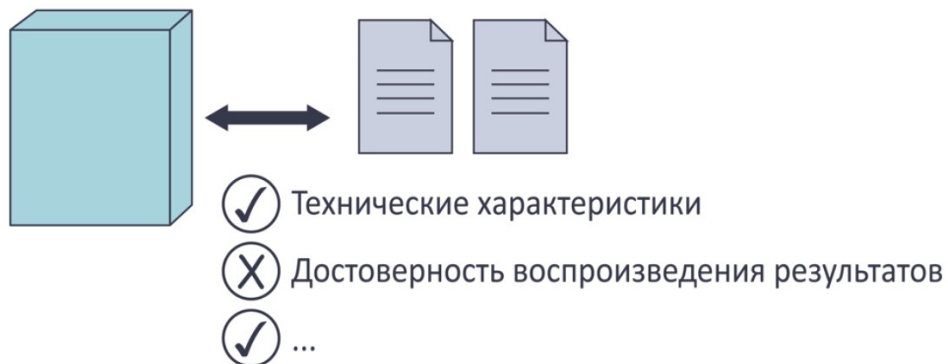 Технические характеристики
Достоверность воспроизведения результатов
...